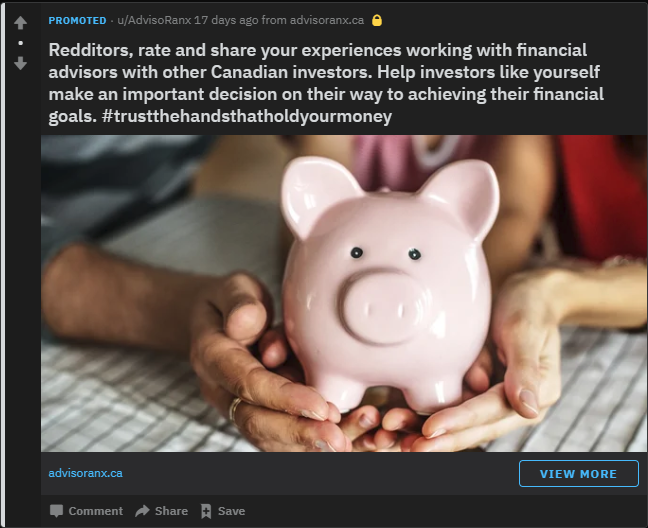 PROMOTED · u/AdvisoRanx 17 days ago from advisoranx.ca
Redditors, rate and share your experiences working with financial
advisors with other Canadian investors. Help investors like yourself
make an important decision on their way to achieving their financial
goals. #trustthehandsthatholdyourmoney
advisoranx.ca
VIEW MORE
Comment Share Save